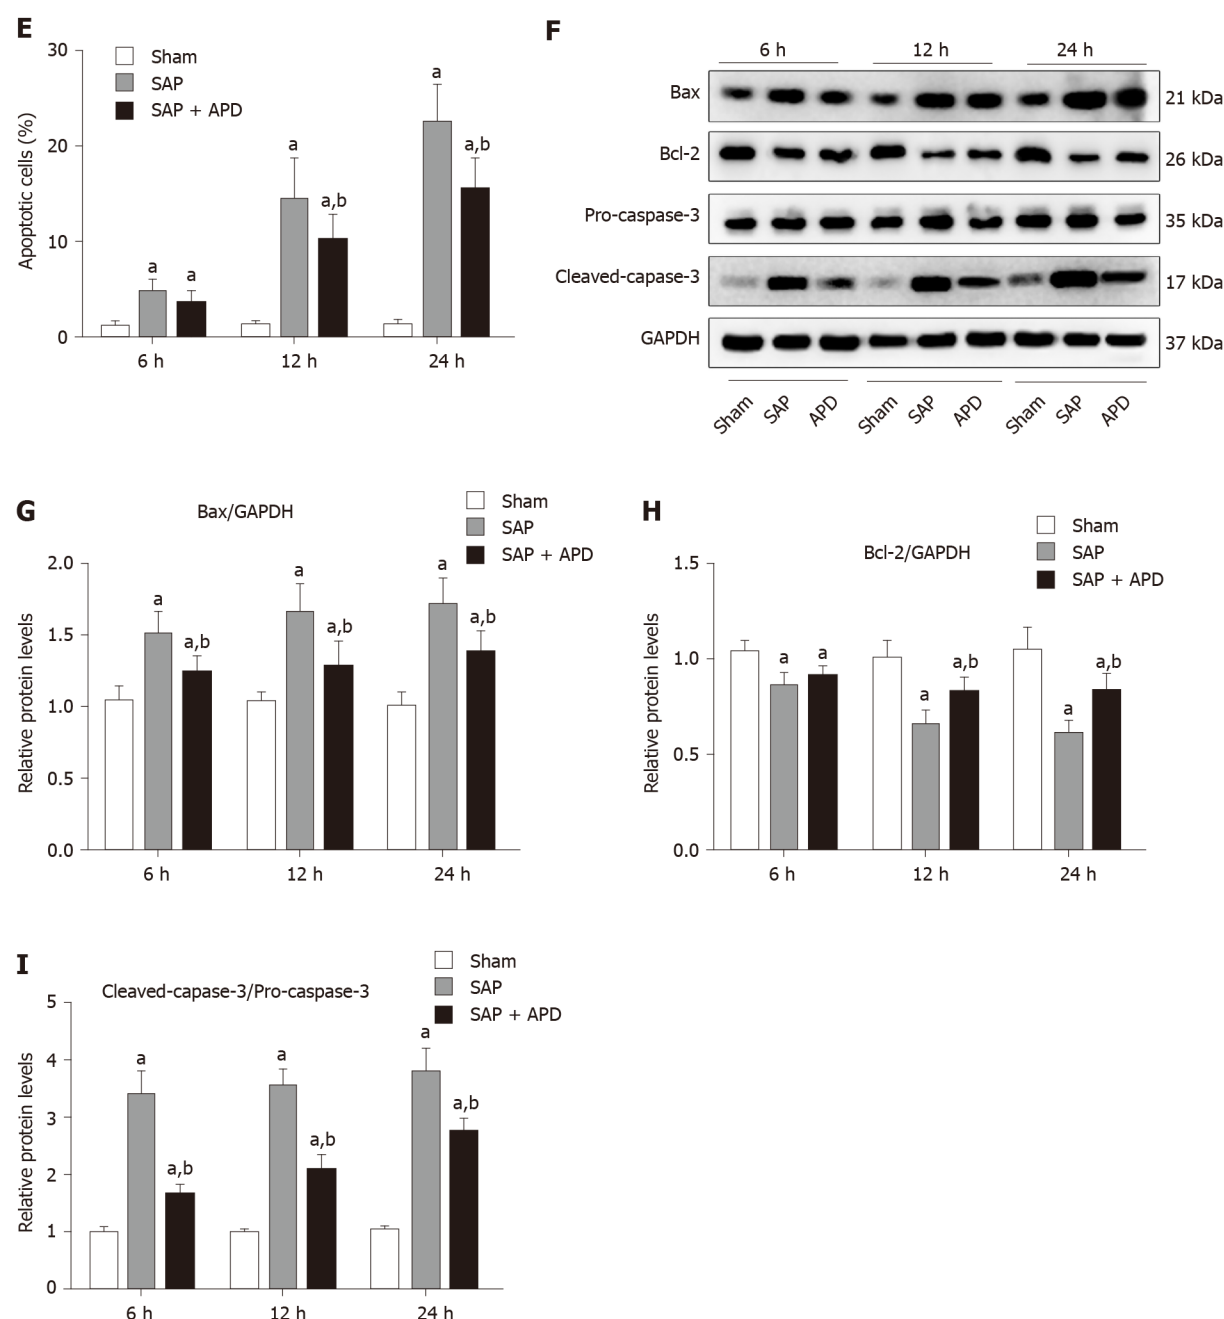 E
30
20
10
0
Apoptotic cells (%)
Sham
SAP
SAP + APD
a
a
a
a,b
a
a,b
6 h
12 h
24 h
F
6 h
12 h
24 h
Bax
21 kDa
Bcl-2
26 kDa
Pro-caspase-3
35 kDa
Cleaved-capase-3
17 kDa
GAPDH
37 kDa
Sham
SAP
APD
Sham
SAP
APD
Sham
SAP
APD
G
Bax/GAPDH
Sham
SAP
SAP + APD
2.0
1.5
1.0
0.5
0.0
Relative protein levels
a
a,b
a
a,b
a
a,b
6 h
12 h
24 h
H
Bcl-2/GAPDH
Sham
SAP
SAP + APD
1.5
1.0
0.5
0.0
Relative protein levels
a
a
a
a,b
a
a,b
6 h
12 h
24 h
I
Cleaved-capase-3/Pro-caspase-3
Sham
SAP
SAP + APD
5
4
3
2
1
0
Relative protein levels
a
a,b
a
a,b
a
a,b
6 h
12 h
24 h